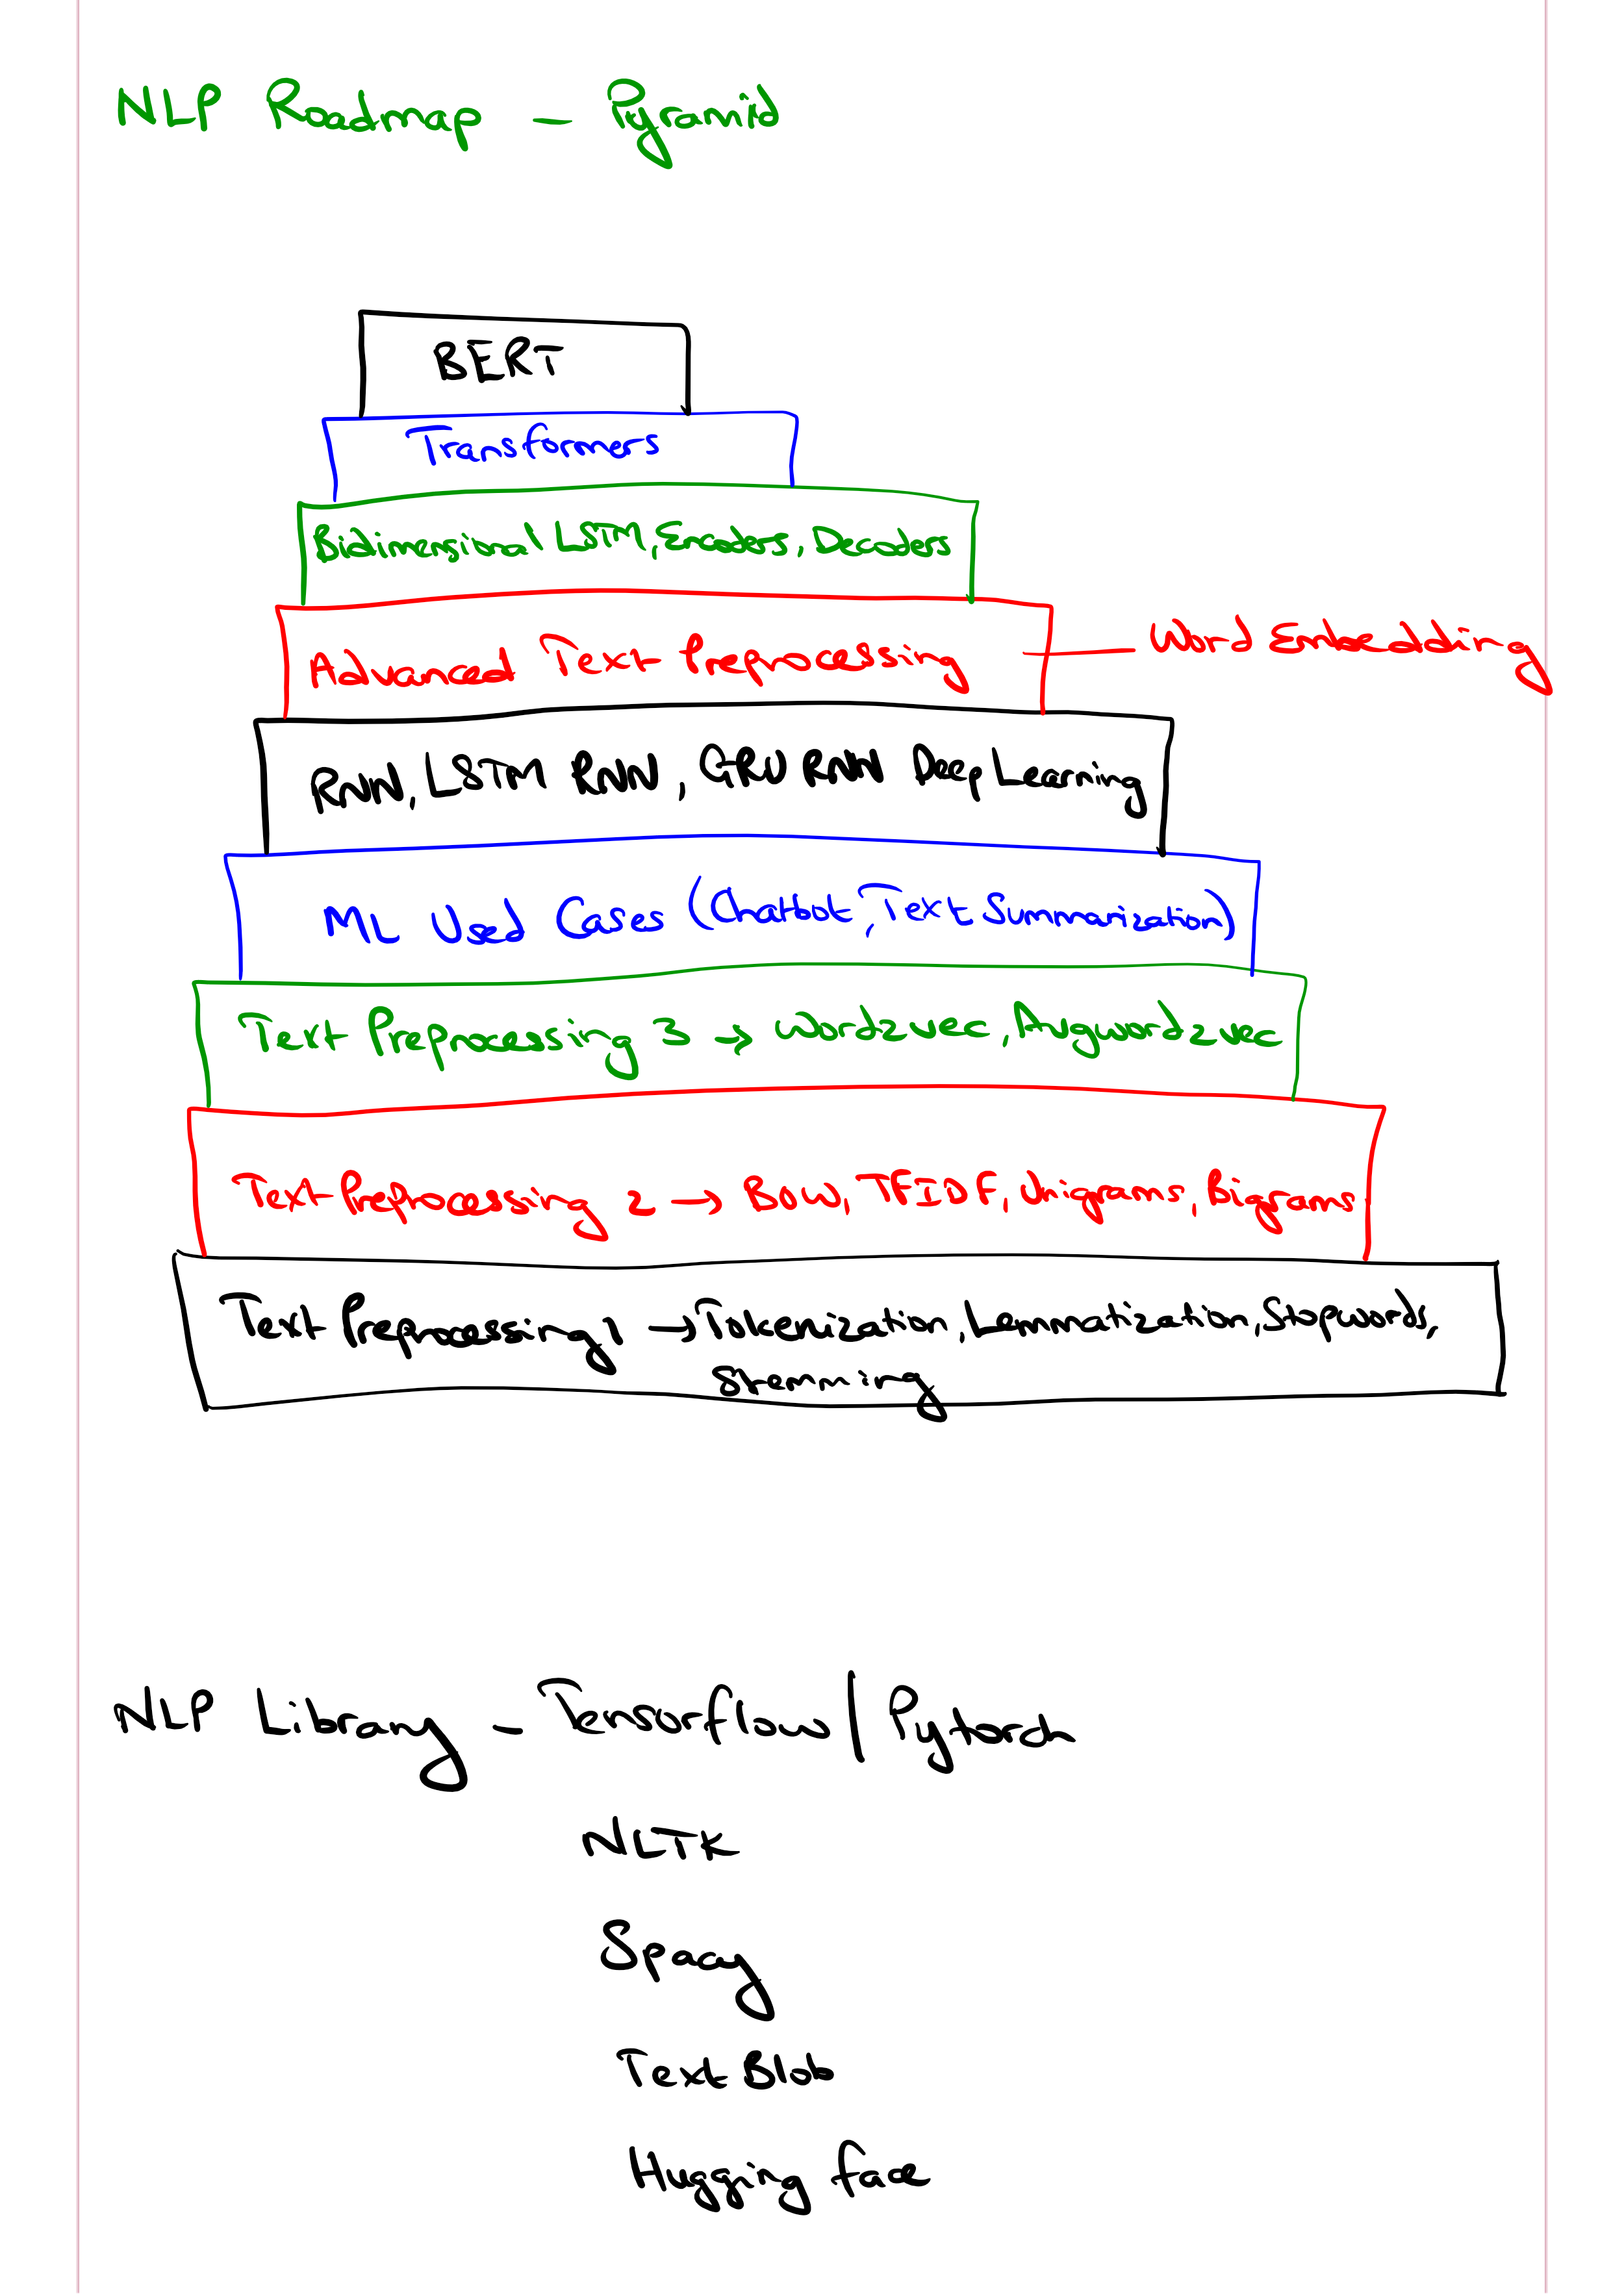 NLP Roadmap - Pyramid
BERT
Transformers
Bidimensional LSTM, Encoders, Decoders
Advanced Text Preprocessing — Word Embedding
RNN, LSTM RNN, GRU RNN Deep Learning
ML Used Cases (Chatbot, Text Summarization)
Text Preprocessing 3 → Word2vec, Avgword2vec
Text Preprocessing 2 → BOW, TFIDF, Unigrams, Bigrams
Text Preprocessing 1 → Tokenization, Lemmatization, Stopwords,
Stemming
NLP Library - Tensorflow / Pytorch
NLTK
Spacy
Text Blob
Hugging face